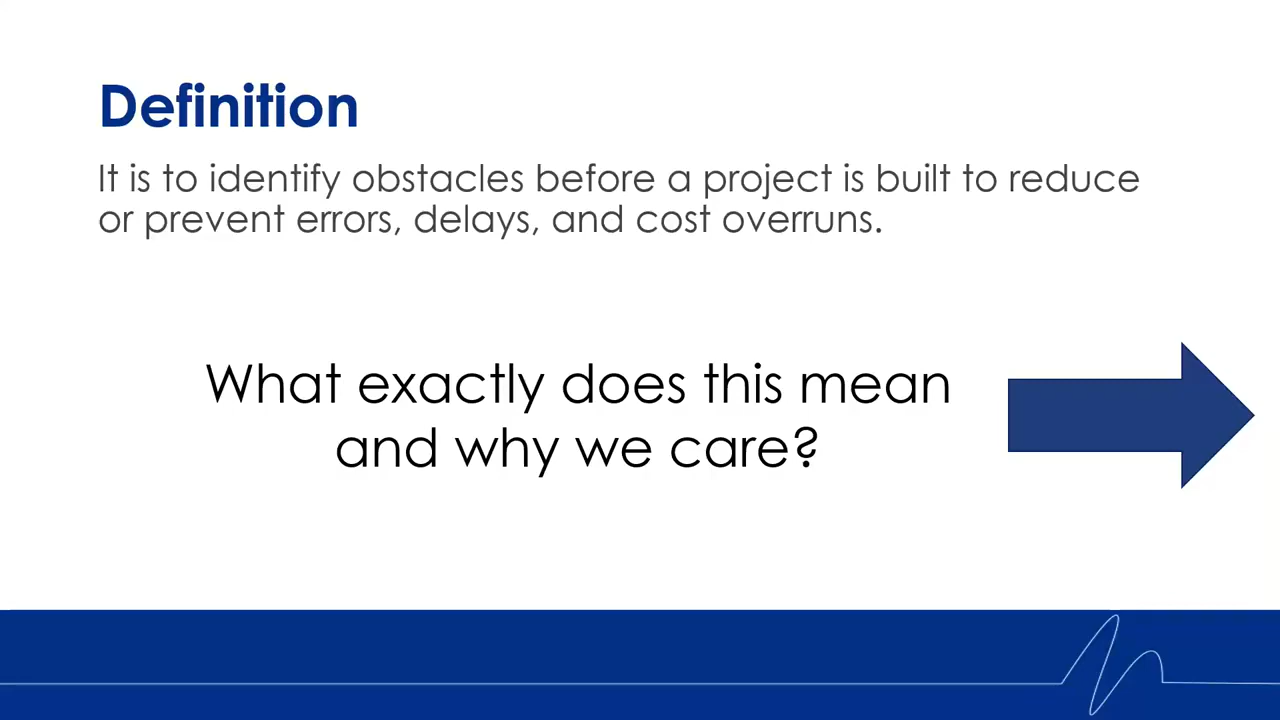 Definition
It is to identify obstacles before a project is built to reduce
or prevent errors, delays, and cost overruns.
What exactly does this mean
and why we care?